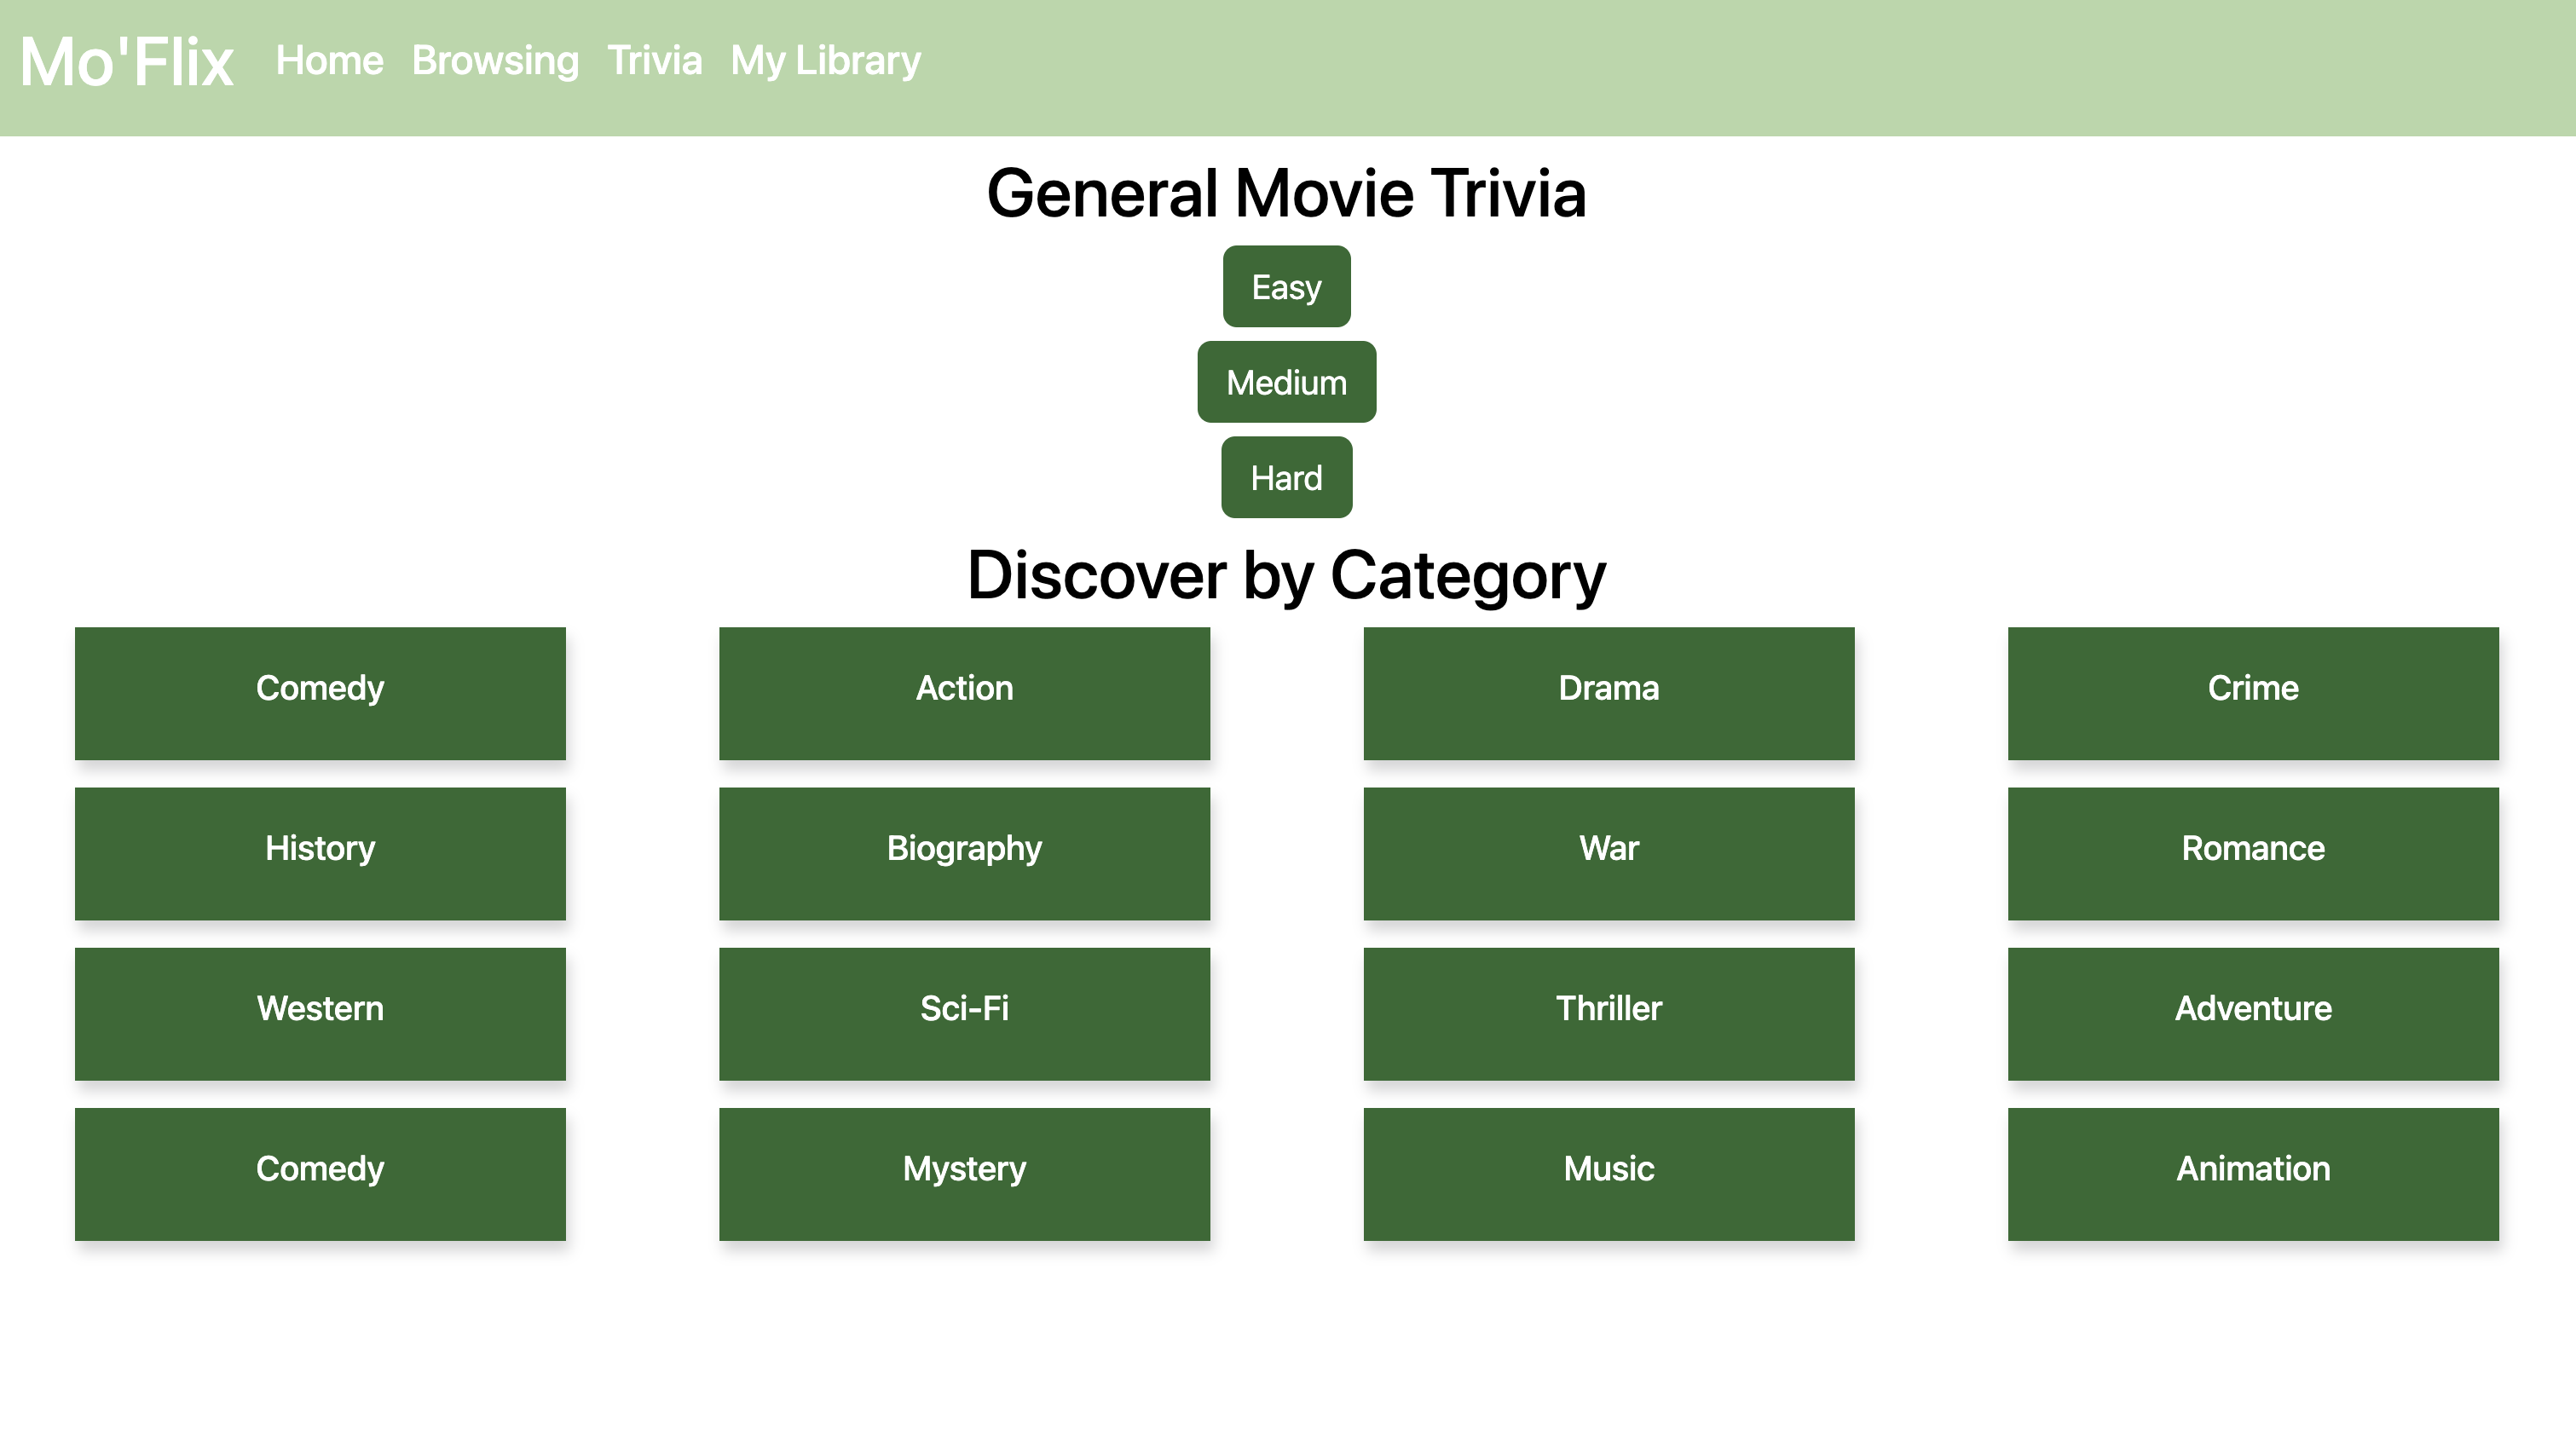 Mo'Flix Home Browsing Trivia My Library
General Movie Trivia
Easy
Medium
Hard
Discover by Category
Comedy Action Drama Crime
History Biography War Romance
Western Sci-Fi Thriller Adventure
Comedy Mystery Music Animation